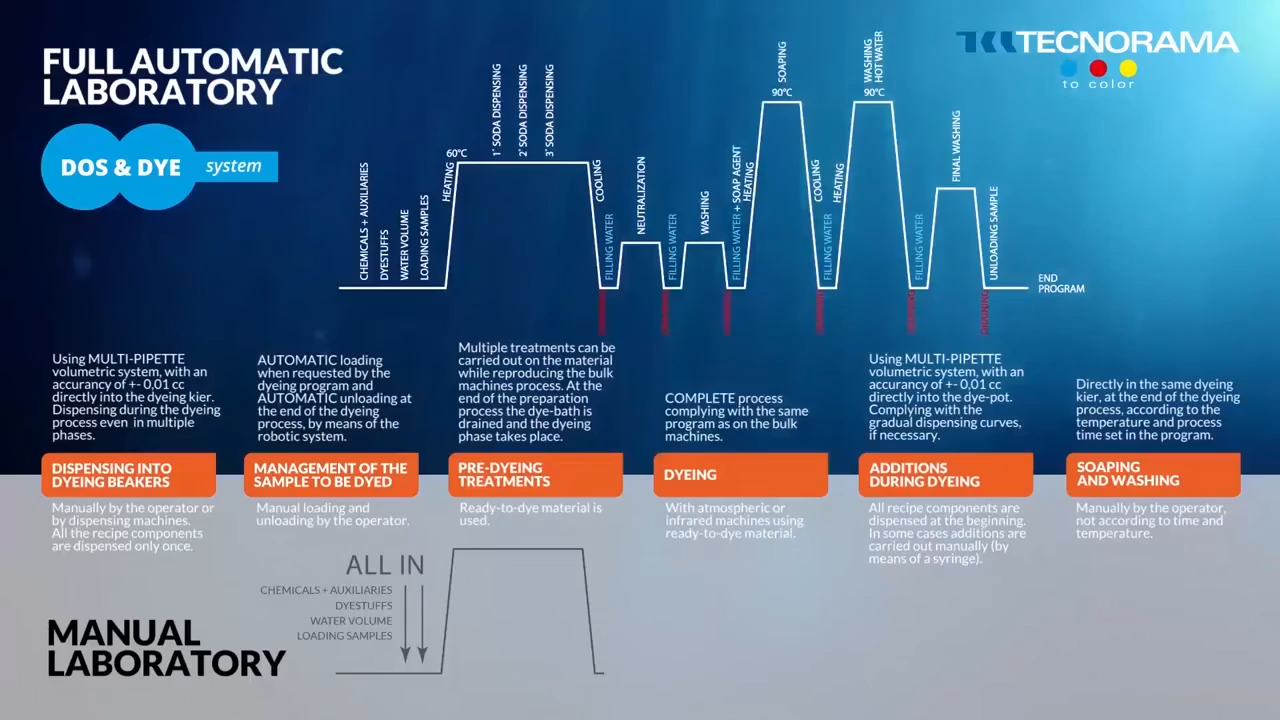 FULL AUTOMATIC
LABORATORY
DOS & DYE
system
TECNORAMA
to color
CHEMICALS + AUXILIARIES
DYESTUFFS
WATER VOLUME
LOADING SAMPLES
HEATING
60°C
1° SODA DISPENSING
2° SODA DISPENSING
3° SODA DISPENSING
COOLING
FILLING WATER
NEUTRALIZATION
FILLING WATER
WASHING
FILLING WATER + SOAP AGENT
HEATING
90°C
SOAPING
COOLING
FILLING WATER
HEATING
90°C
WASHING
HOT WATER
FILLING WATER
FINAL WASHING
DRAINING
UNLOADING SAMPLE
END
PROGRAM
Using MULTI-PIPETTE
volumetric system, with an
accurancy of +- 0,01 cc
directly into the dyeing kier.
Dispensing during the dyeing
process even in multiple
phases.
AUTOMATIC loading
when requested by the
dyeing program and
AUTOMATIC unloading at
the end of the dyeing
process, by means of the
robotic system.
Multiple treatments can be
carried out on the material
while reproducing the bulk
machines process. At the
end of the preparation
process the dye-bath is
drained and the dyeing
phase takes place.
COMPLETE process
complying with the same
program as on the bulk
machines.
Using MULTI-PIPETTE
volumetric system, with an
accurancy of +- 0,01 cc
directly into the dye-pot.
Complying with the
gradual dispensing curves,
if necessary.
Directly in the same dyeing
kier, at the end of the dyeing
process, according to the
temperature and process
time set in the program.
DISPENSING INTO
DYEING BEAKERS
MANAGEMENT OF THE
SAMPLE TO BE DYED
PRE-DYEING
TREATMENTS
DYEING
ADDITIONS
DURING DYEING
SOAPING
AND WASHING
Manually by the operator or
by dispensing machines.
All the recipe components
are dispensed only once.
Manual loading and
unloading by the operator.
Ready-to-dye material is
used.
With atmospheric or
infrared machines using
ready-to-dye material.
All recipe components are
dispensed at the beginning.
In some cases additions are
carried out manually (by
means of a syringe).
Manually by the operator,
not according to time and
temperature.
ALL IN
CHEMICALS + AUXILIARIES
DYESTUFFS
WATER VOLUME
LOADING SAMPLES
MANUAL
LABORATORY